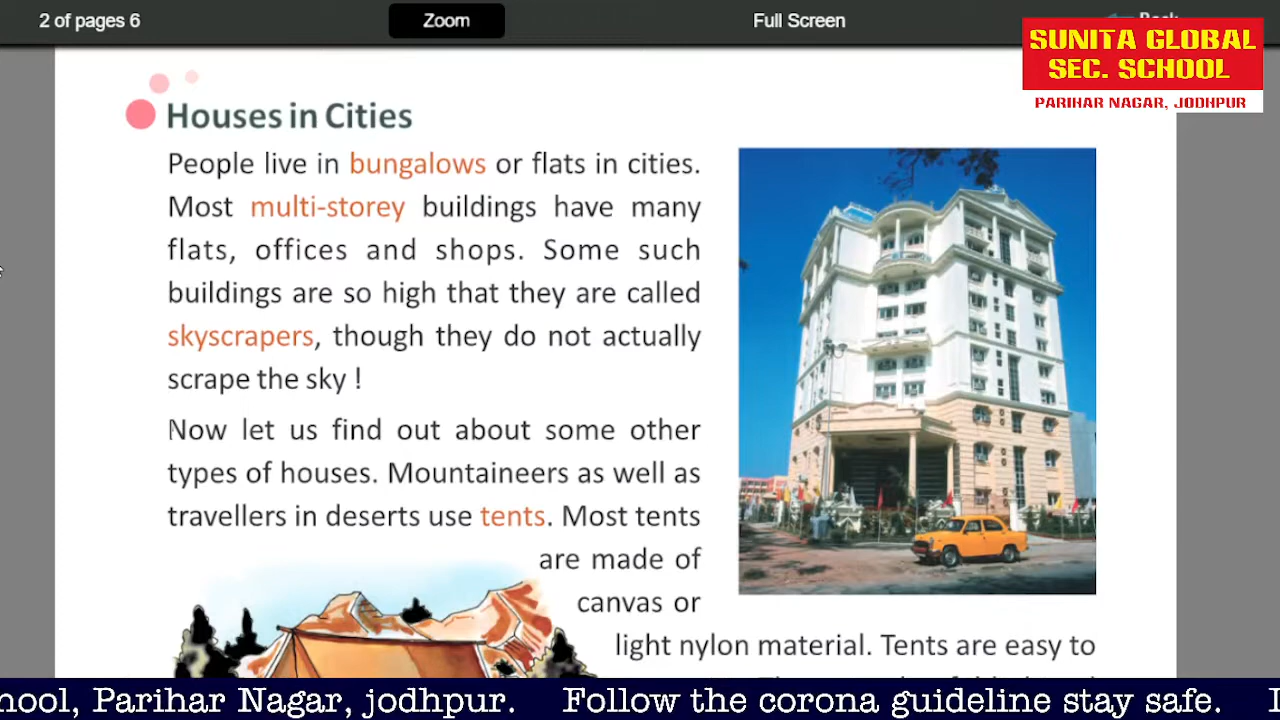 2 of pages 6
Zoom
Full Screen
SUNITA GLOBAL
SEC. SCHOOL
PARIHAR NAGAR, JODHPUR
Houses in Cities
People live in bungalows or flats in cities.
Most multi-storey buildings have many
flats, offices and shops. Some such
buildings are so high that they are called
skyscrapers, though they do not actually
scrape the sky !
Now let us find out about some other
types of houses. Mountaineers as well as
travellers in deserts use tents. Most tents
are made of
canvas or
light nylon material. Tents are easy to
hool, Parihar Nagar, jodhpur. Follow the corona guideline stay safe.